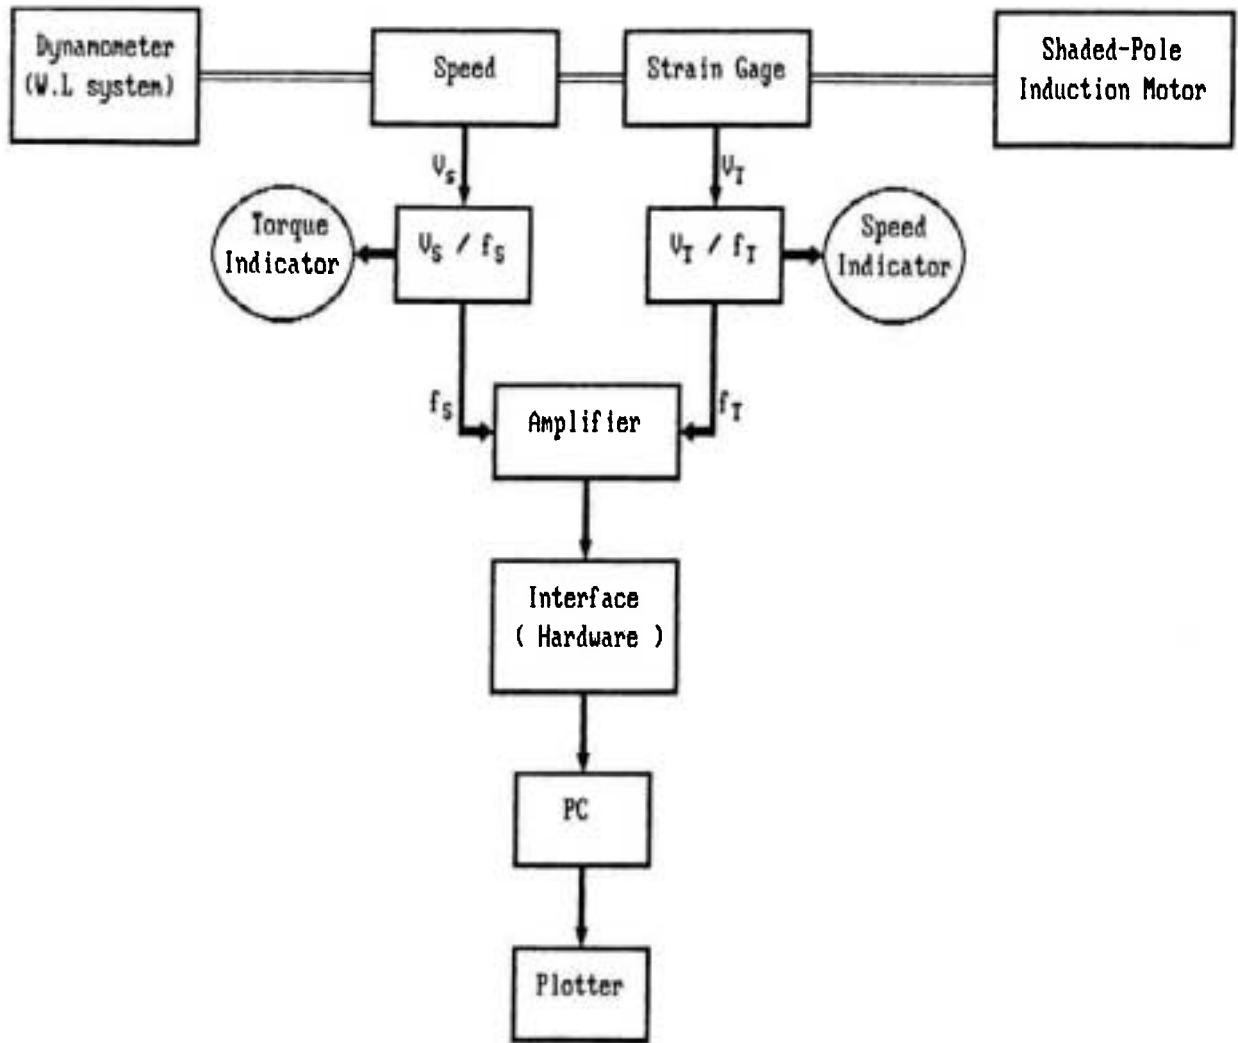 Dynamometer
(W.L system)
Speed
Strain Gage
Shaded-Pole
Induction Motor
Vs
VT
Torque
Indicator
VS / fS
VT / fT
Speed
Indicator
fS
fT
Amplifier
Interface
( Hardware )
PC
Plotter